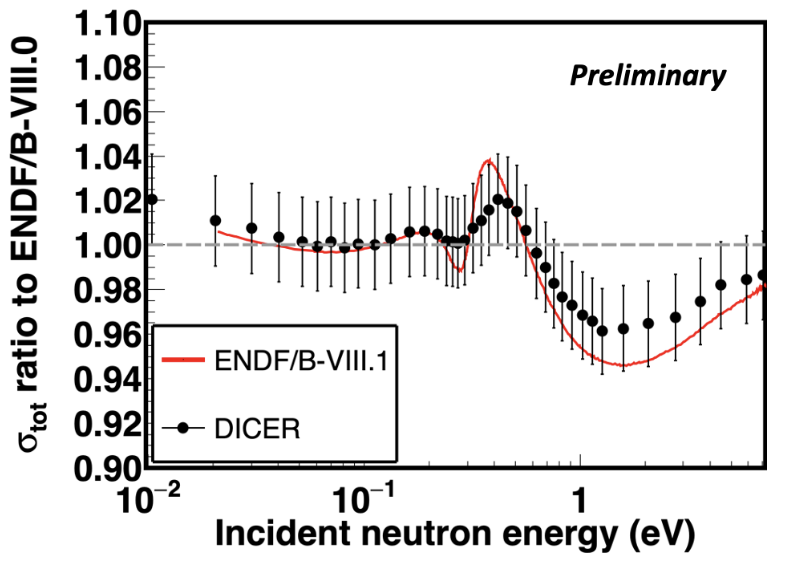 σtot ratio to ENDF/B-VIII.0
1.10
1.08
1.06
1.04
1.02
1.00
0.98
0.96
0.94
0.92
0.90
Preliminary
ENDF/B-VIII.1
DICER
10−2
10−1
1
Incident neutron energy (eV)